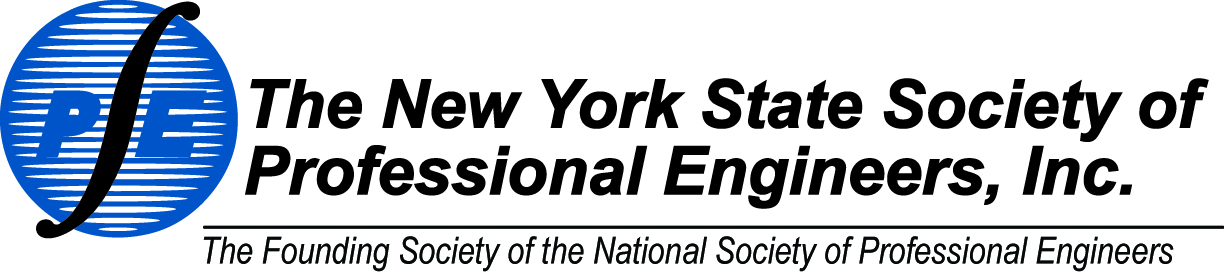 P∫E
The New York State Society of
Professional Engineers, Inc.
The Founding Society of the National Society of Professional Engineers